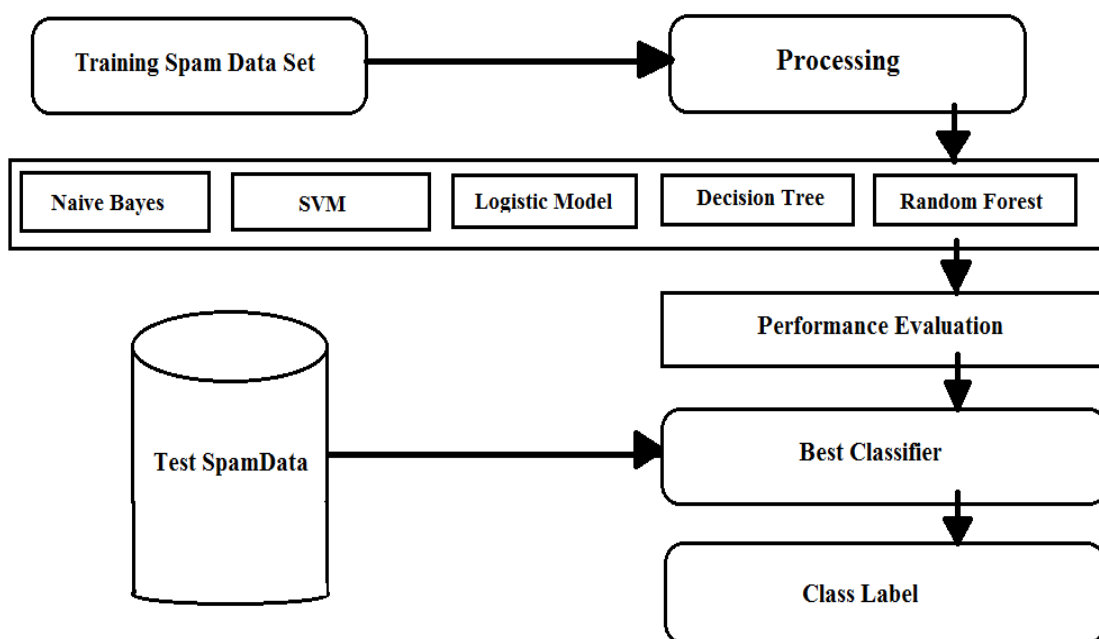 Training Spam Data Set
Processing
Naive Bayes
SVM
Logistic Model
Decision Tree
Random Forest
Performance Evaluation
Test SpamData
Best Classifier
Class Label